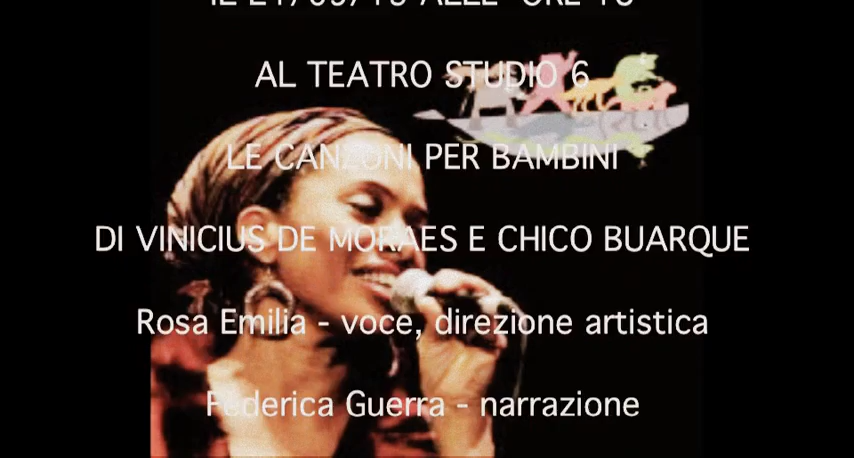 AL TEATRO STUDIO 6
LE CANZONI PER BAMBINI
DI VINICIUS DE MORAES E CHICO BUARQUE
Rosa Emilia - voce, direzione artistica
Federica Guerra - narrazione